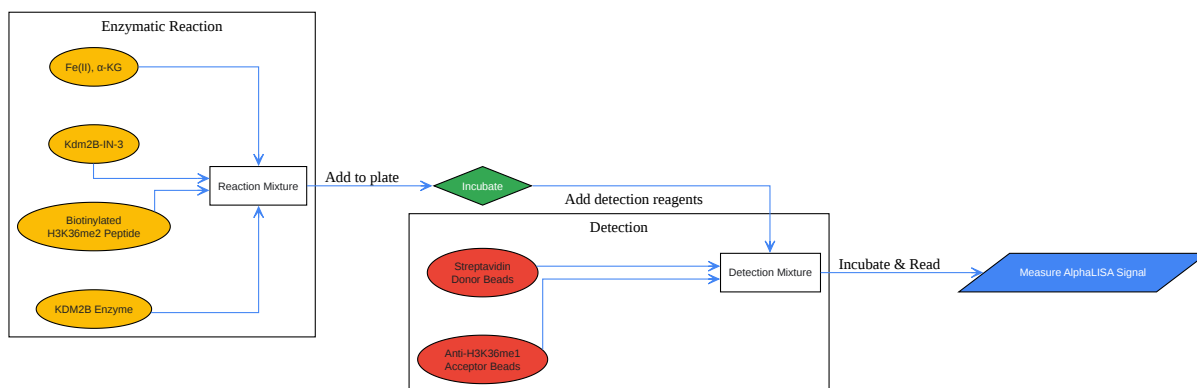 Enzymatic Reaction
Fe(II), α-KG
Kdm2B-IN-3
Reaction Mixture
Biotinylated
H3K36me2 Peptide
KDM2B Enzyme
Add to plate
Incubate
Add detection reagents
Detection
Streptavidin
Donor Beads
Detection Mixture
Anti-H3K36me1
Acceptor Beads
Incubate & Read
Measure AlphaLISA Signal